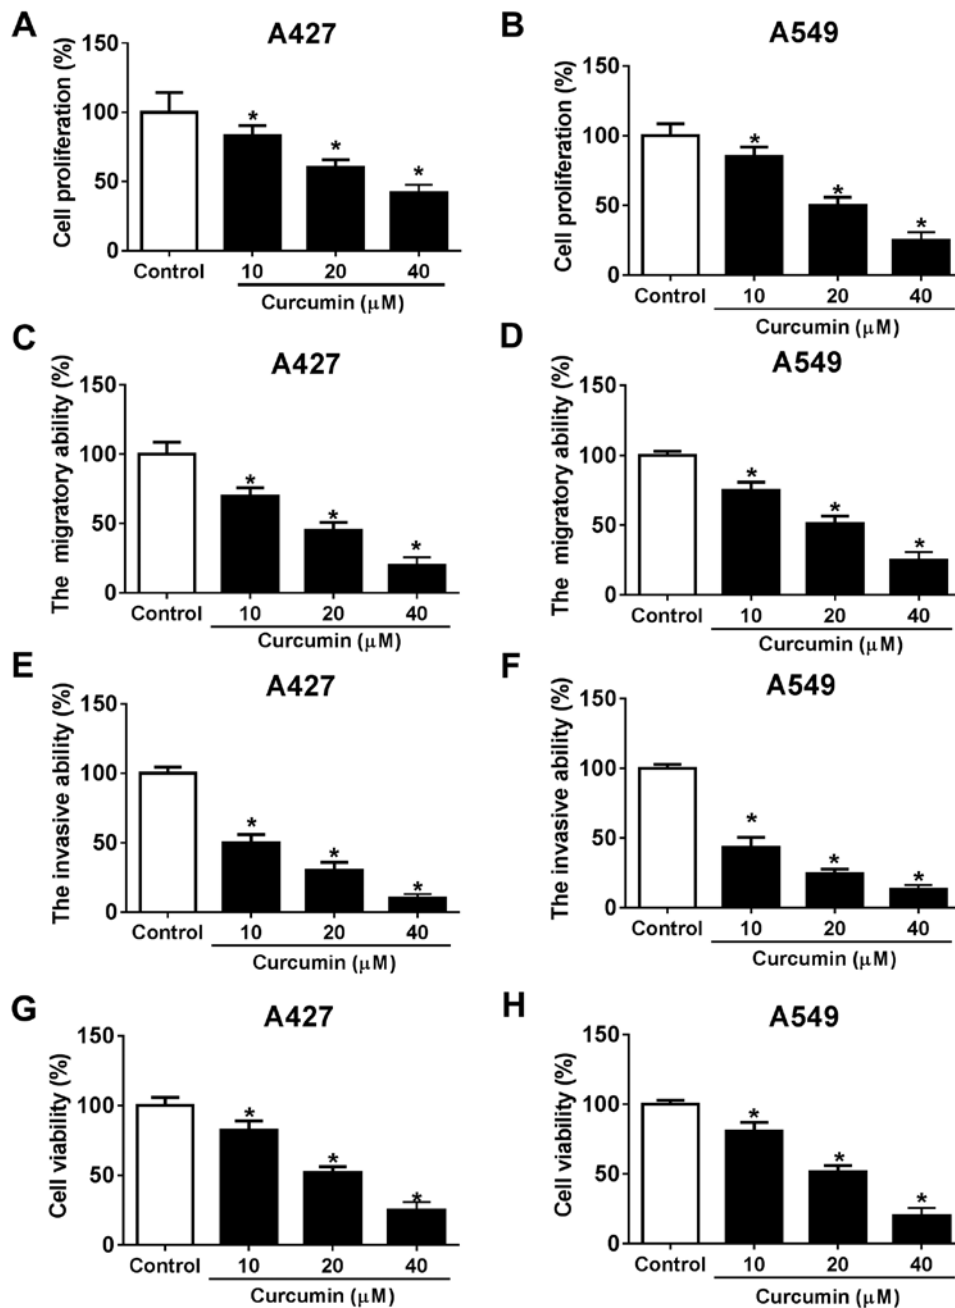 A
A427
Cell proliferation (%)
150
100
50
0
*
*
*
Control
10
20
40
Curcumin (μM)
B
A549
Cell proliferation (%)
150
100
50
0
*
*
*
Control
10
20
40
Curcumin (μM)
C
A427
The migratory ability (%)
150
100
50
0
*
*
*
Control
10
20
40
Curcumin (μM)
D
A549
The migratory ability (%)
150
100
50
0
*
*
*
Control
10
20
40
Curcumin (μM)
E
A427
The invasive ability (%)
150
100
50
0
*
*
*
Control
10
20
40
Curcumin (μM)
F
A549
The invasive ability (%)
150
100
50
0
*
*
*
Control
10
20
40
Curcumin (μM)
G
A427
Cell viability (%)
150
100
50
0
*
*
*
Control
10
20
40
Curcumin (μM)
H
A549
Cell viability (%)
150
100
50
0
*
*
*
Control
10
20
40
Curcumin (μM)